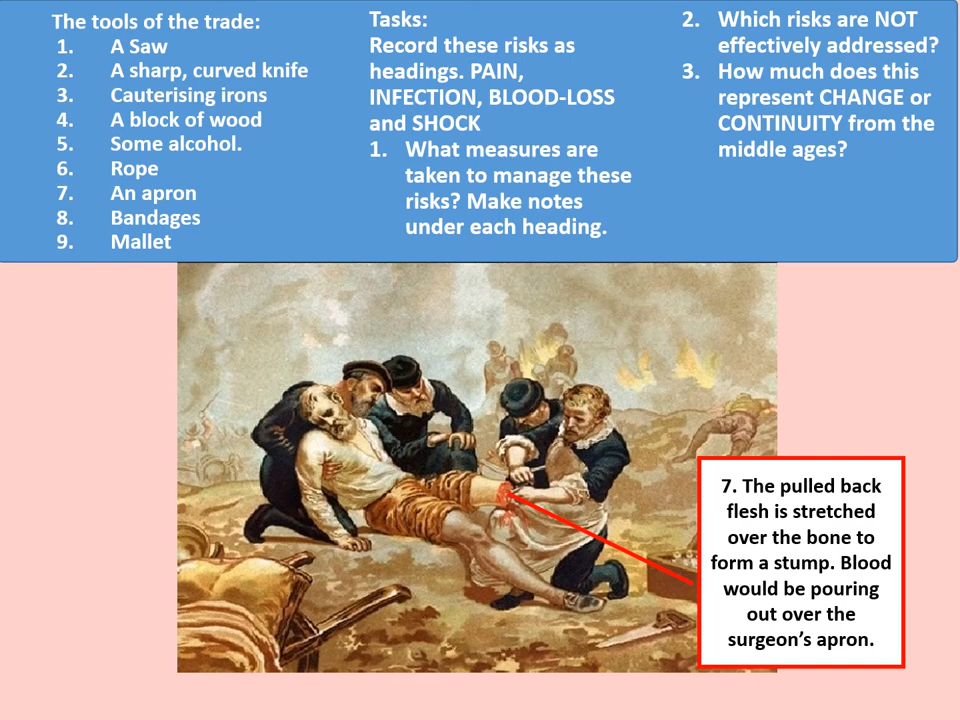 The tools of the trade:
1. A Saw
2. A sharp, curved knife
3. Cauterising irons
4. A block of wood
5. Some alcohol.
6. Rope
7. An apron
8. Bandages
9. Mallet
Tasks:
Record these risks as
headings. PAIN,
INFECTION, BLOOD-LOSS
and SHOCK
1. What measures are
taken to manage these
risks? Make notes
under each heading.
2. Which risks are NOT
effectively addressed?
3. How much does this
represent CHANGE or
CONTINUITY from the
middle ages?
7. The pulled back
flesh is stretched
over the bone to
form a stump. Blood
would be pouring
out over the
surgeon’s apron.